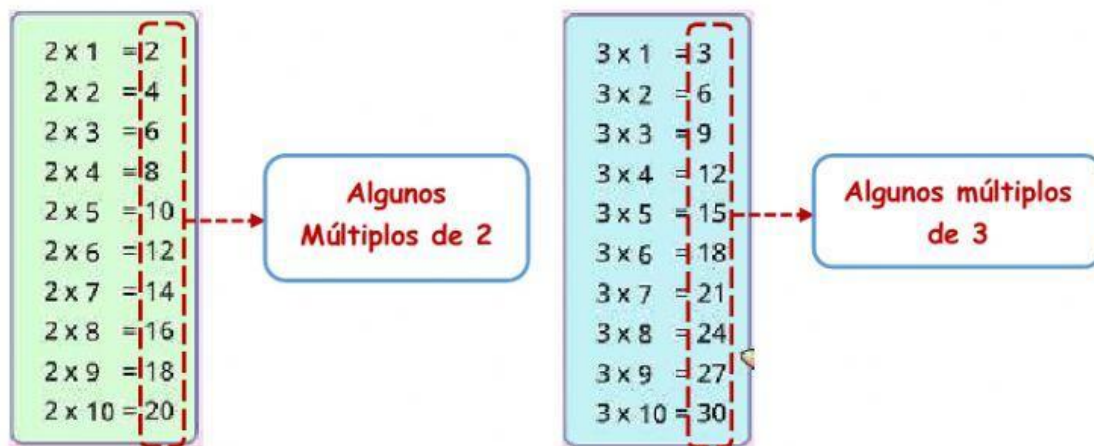 2 x 1 = 2
2 x 2 = 4
2 x 3 = 6
2 x 4 = 8
2 x 5 = 10
2 x 6 = 12
2 x 7 = 14
2 x 8 = 16
2 x 9 = 18
2 x 10 = 20
Algunos
Múltiplos de 2
3 x 1 = 3
3 x 2 = 6
3 x 3 = 9
3 x 4 = 12
3 x 5 = 15
3 x 6 = 18
3 x 7 = 21
3 x 8 = 24
3 x 9 = 27
3 x 10 = 30
Algunos múltiplos
de 3